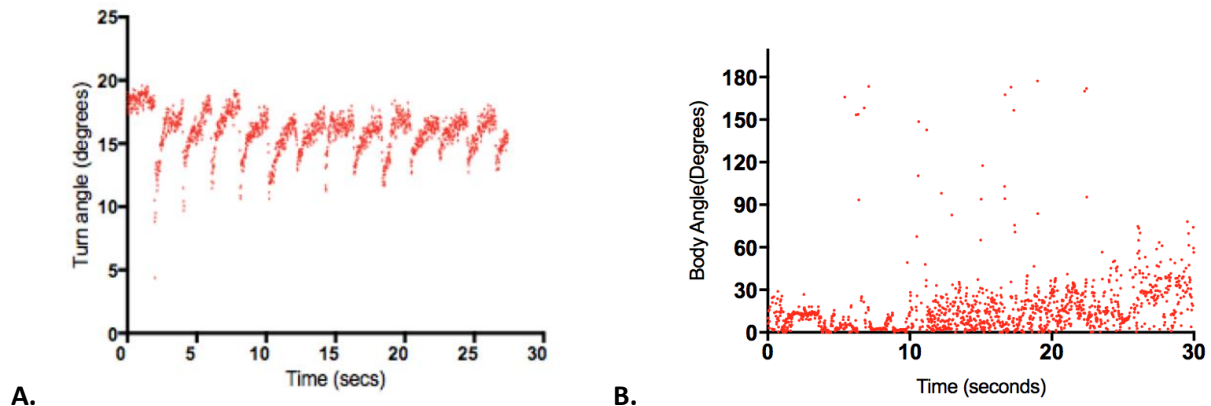 25
20
15
10
5
0
Turn angle (degrees)
0 5 10 15 20 25 30
Time (secs)
A.
180
150
120
90
60
30
0
Body Angle(Degrees)
0 10 20 30
Time (seconds)
B.